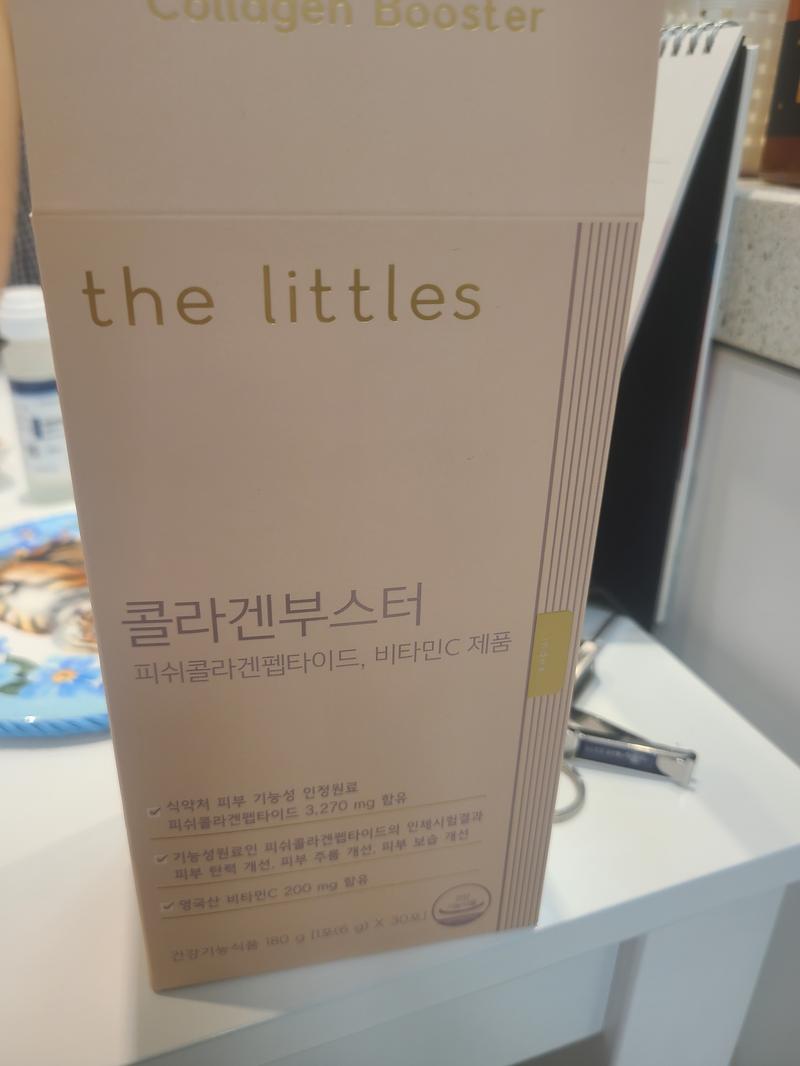 Collagen Booster
the littles
콜라겐부스터
피쉬콜라겐펩타이드, 비타민C 제품
식약처 피부 기능성 인정원료
피쉬콜라겐펩타이드 3,270 mg 함유
기능성원료인 피쉬콜라겐펩타이드의 인체시험결과
피부 탄력 개선, 피부 주름 개선, 피부 보습 개선
영국산 비타민C 200 mg 함유
건강기능식품 180 g [1포(6 g) X 30포]